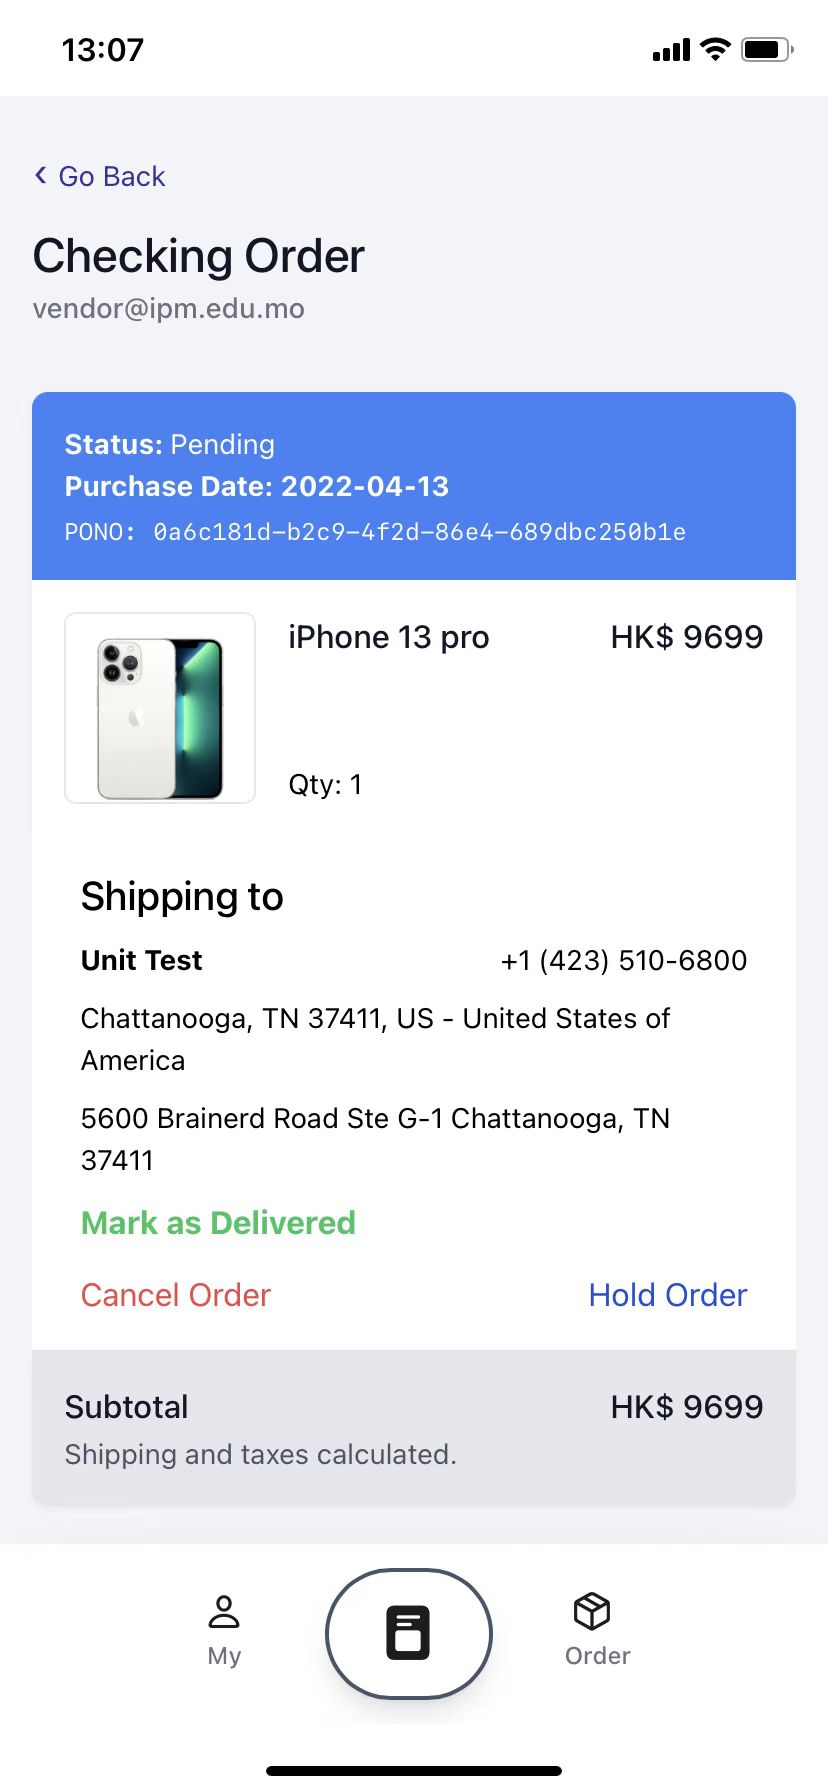 13:07
Go Back
Checking Order
vendor@ipm.edu.mo
Status: Pending
Purchase Date: 2022-04-13
PONO: 0a6c181d-b2c9-4f2d-86e4-689dbc250b1e
iPhone 13 pro HK$ 9699
Qty: 1
Shipping to
Unit Test +1 (423) 510-6800
Chattanooga, TN 37411, US - United States of
America
5600 Brainerd Road Ste G-1 Chattanooga, TN
37411
Mark as Delivered
Cancel Order Hold Order
Subtotal HK$ 9699
Shipping and taxes calculated.
My Order